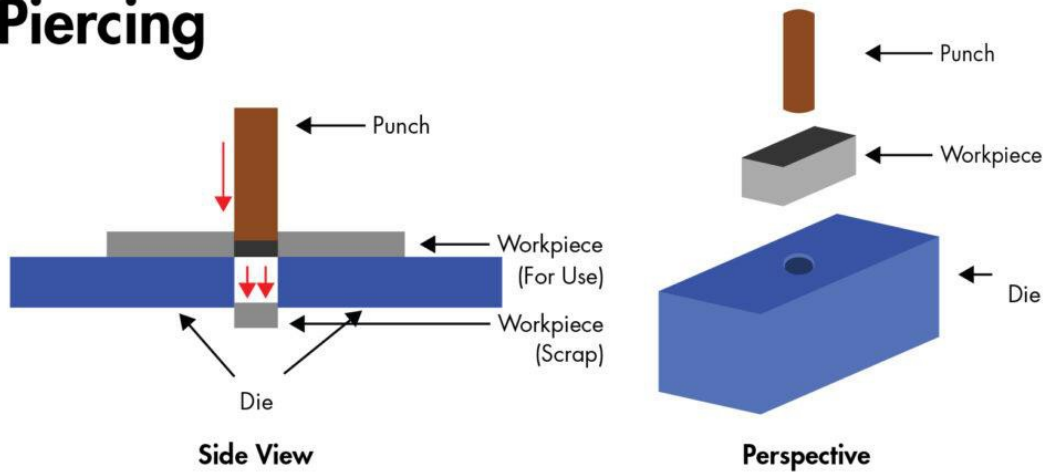 Piercing
Punch
Workpiece
(For Use)
Workpiece
(Scrap)
Die
Side View
Punch
Workpiece
Die
Perspective